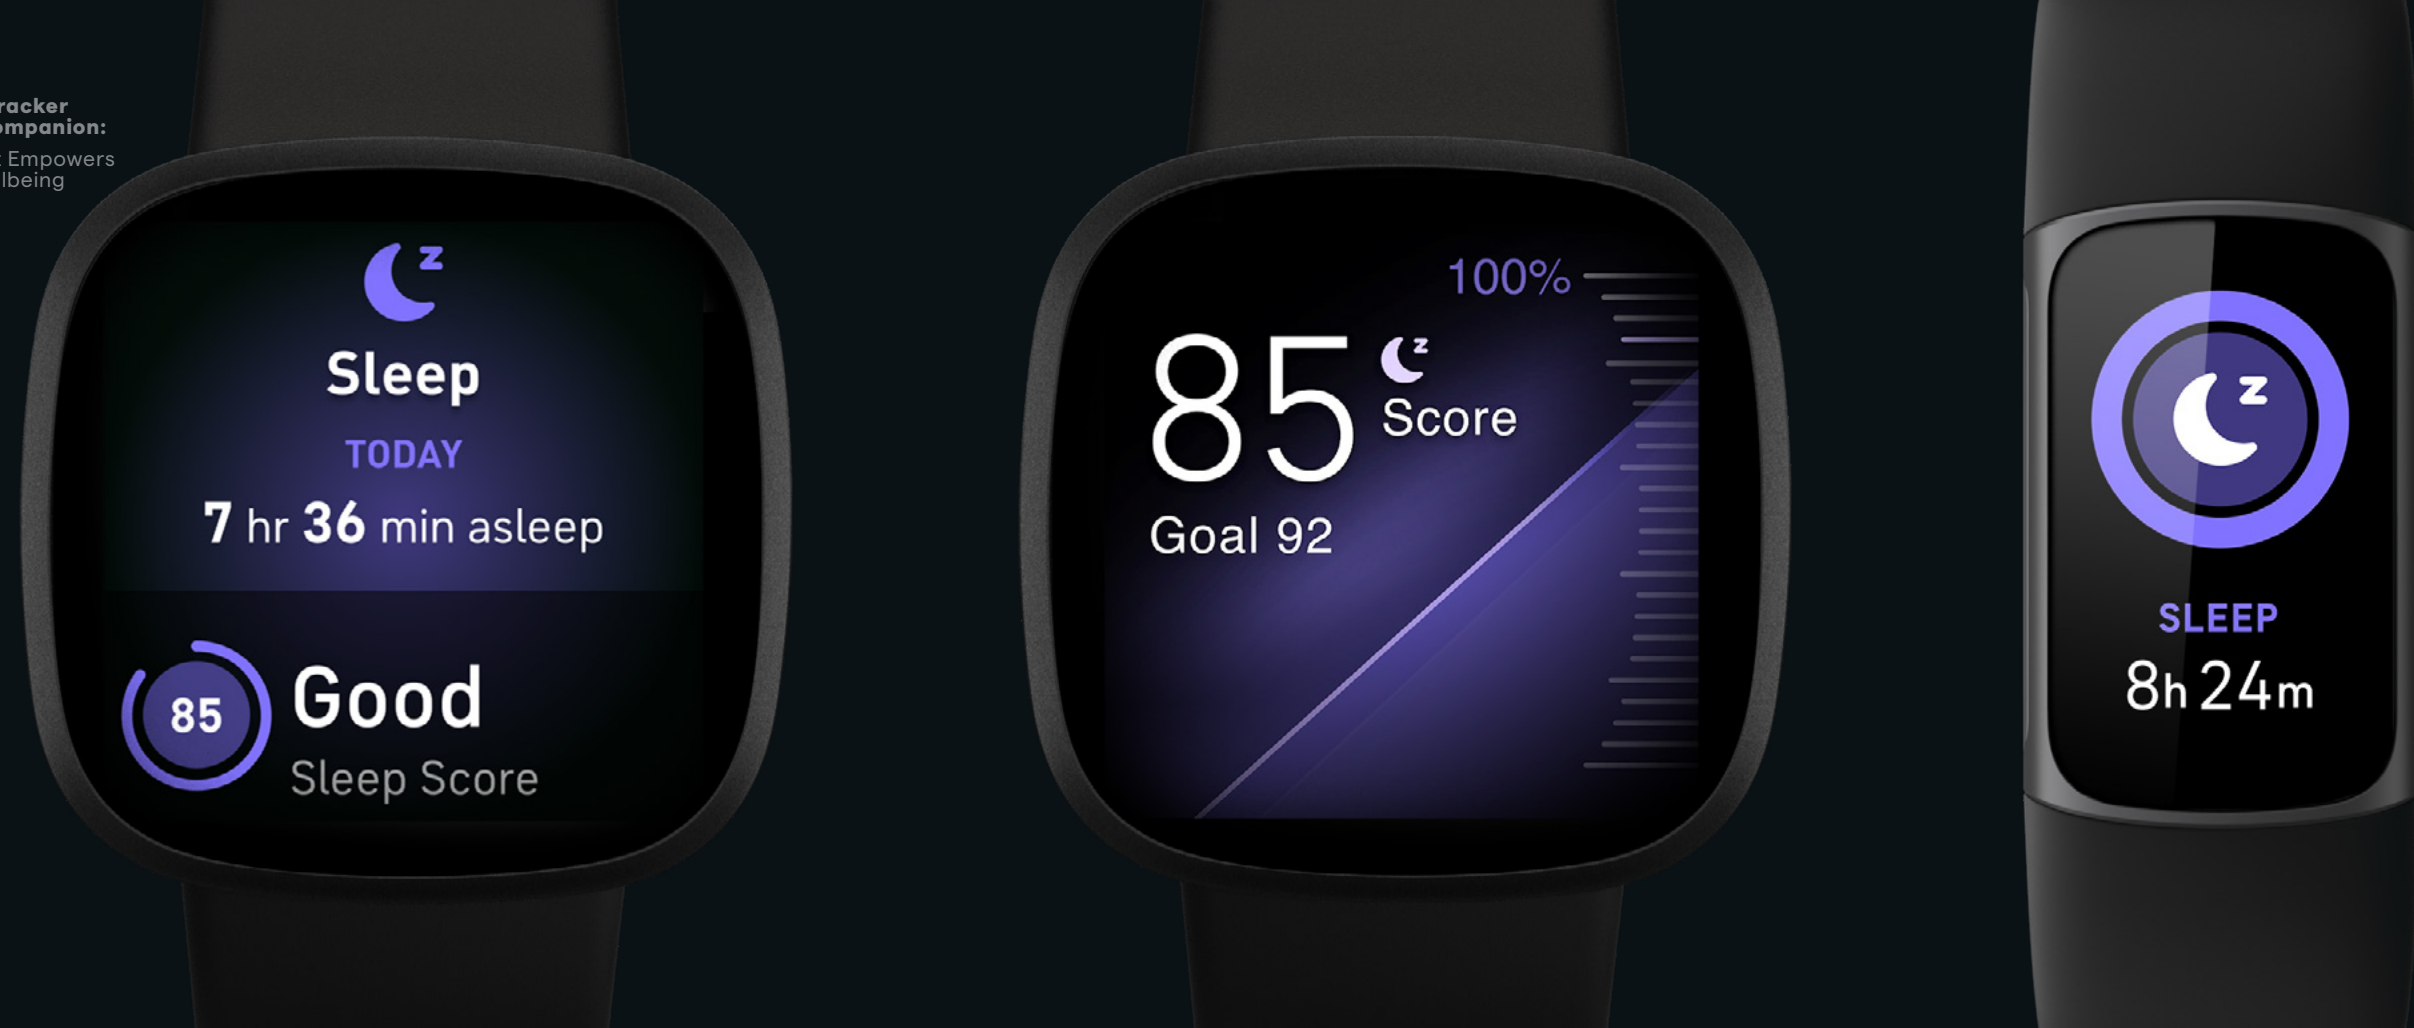 racker
ompanion:
Empowers
lbeing
z
Sleep
TODAY
7 hr 36 min asleep
85
Good
Sleep Score
100%
85
z
Score
Goal 92
z
SLEEP
8h 24m